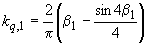 k_{q,1} = \frac{2}{\pi}\left(\beta_1 - \frac{\sin 4\beta_1}{4}\right)